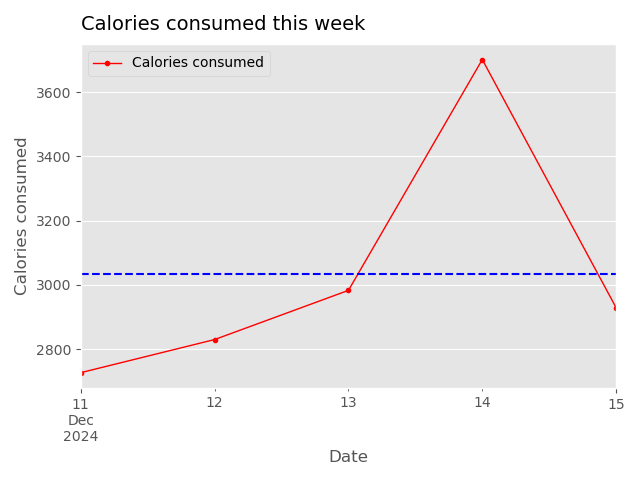 Calories consumed this week
Calories consumed
3600
3400
3200
3000
2800
Calories consumed
11
Dec
2024
12
13
14
15
Date